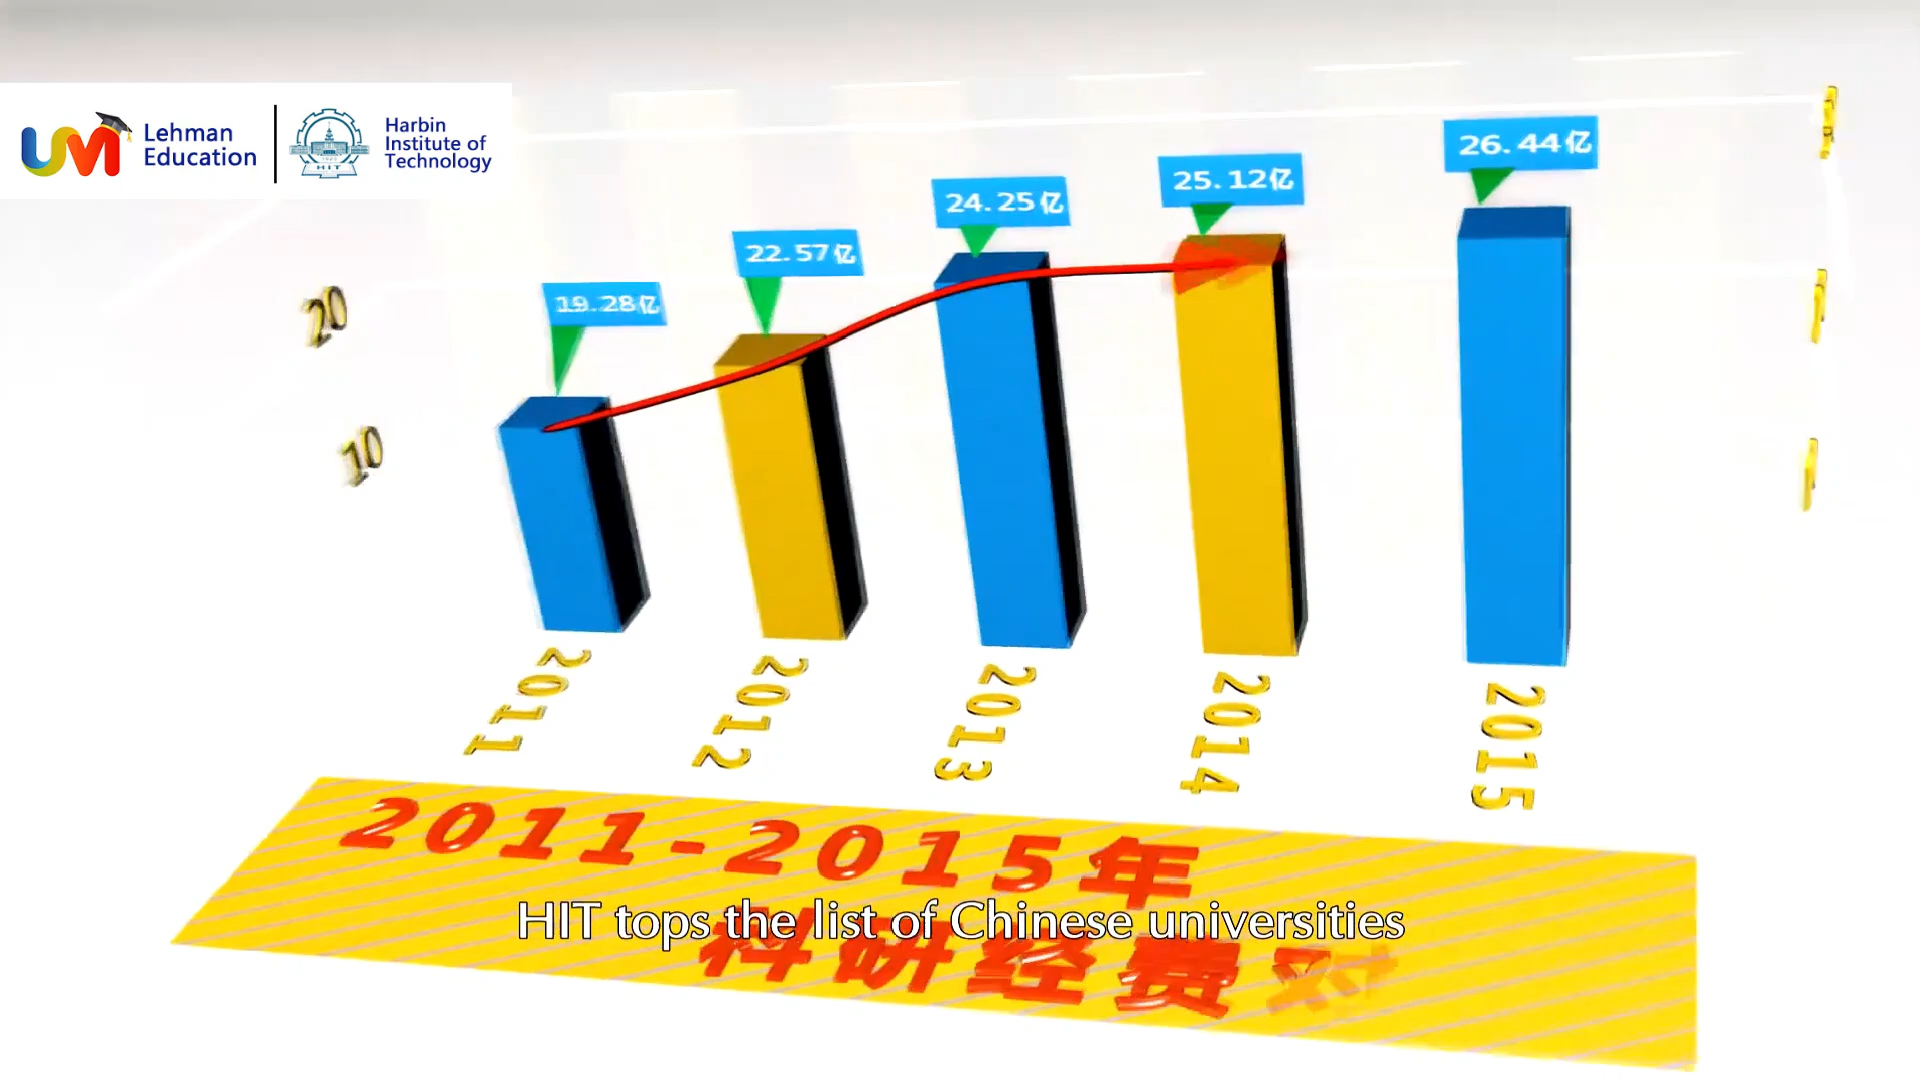 Lehman
Education
Harbin
Institute of
Technology
HIT
19.28亿
22.57亿
24.25亿
25.12亿
26.44亿
20
10
2011
2012
2013
2014
2015
2011-2015年
科研经费
HIT tops the list of Chinese universities